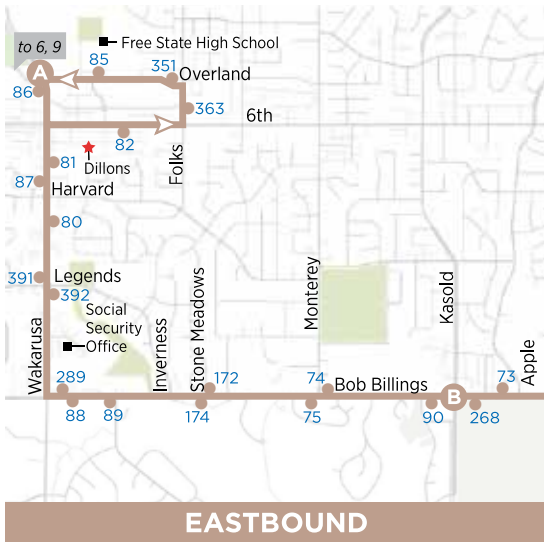 to 6, 9
Free State High School
A
85
351
Overland
86
363
6th
82
81
Dillons
Folks
87
Harvard
80
391
Legends
392
Social
Security
Office
Wakarusa
Inverness
Stone Meadows
Monterey
Kasold
Apple
289
172
74
Bob Billings
73
88
89
174
75
90
B
268
EASTBOUND